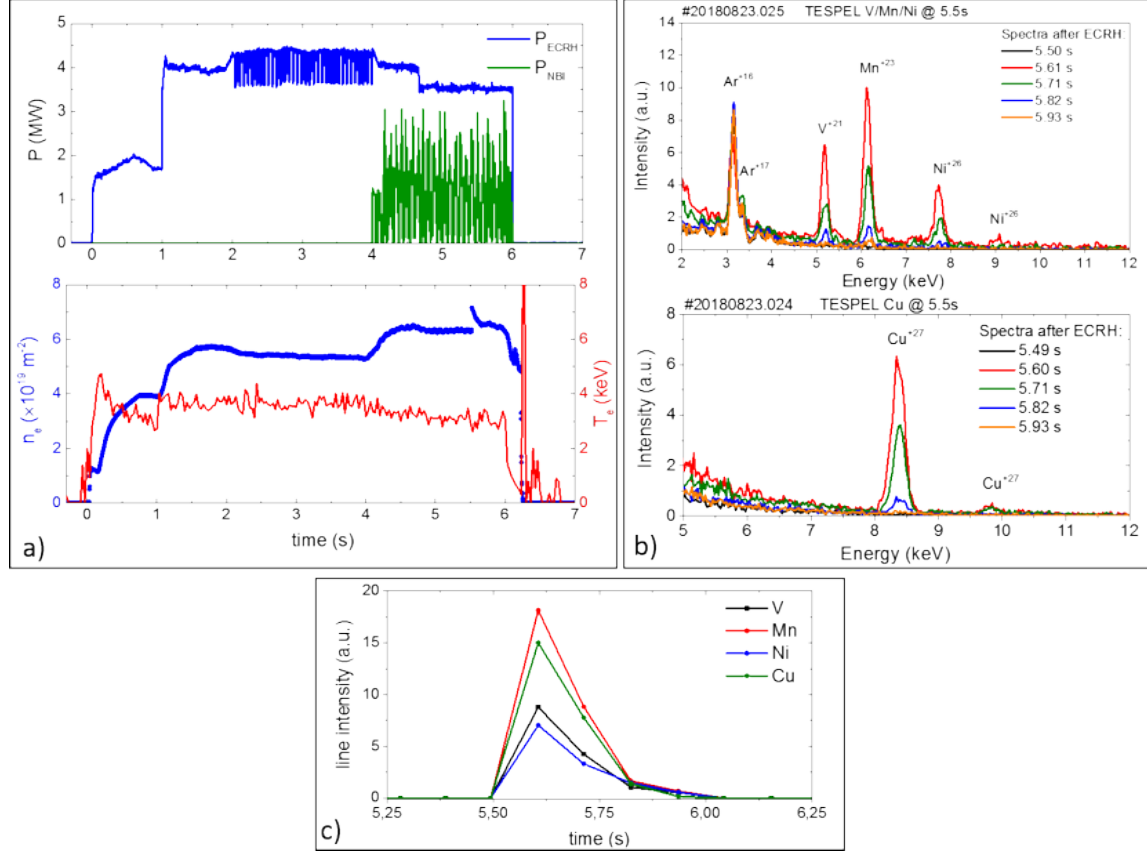 5
4
3
2
1
0
P (MW)
P_ECRH
P_NBI
0 1 2 3 4 5 6 7
8
6
4
2
0
n_e (×10^19 m^-2)
8
6
4
2
0
T_e (keV)
0 1 2 3 4 5 6 7
time (s)
a)
#20180823.025 TESPEL V/Mn/Ni @ 5.5s
Spectra after ECRH:
5.50 s
5.61 s
5.71 s
5.82 s
5.93 s
14
12
10
8
6
4
2
0
Intensity (a.u.)
Ar^+16
Ar^+17
V^+21
Mn^+23
Ni^+26
Ni^+26
2 3 4 5 6 7 8 9 10 11 12
Energy (keV)
#20180823.024 TESPEL Cu @ 5.5s
Spectra after ECRH:
5.49 s
5.60 s
5.71 s
5.82 s
5.93 s
8
6
4
2
0
Intensity (a.u.)
Cu^+27
Cu^+27
5 6 7 8 9 10 11 12
Energy (keV)
b)
20
15
10
5
0
line intensity (a.u.)
V
Mn
Ni
Cu
5,25 5,50 5,75 6,00 6,25
time (s)
c)